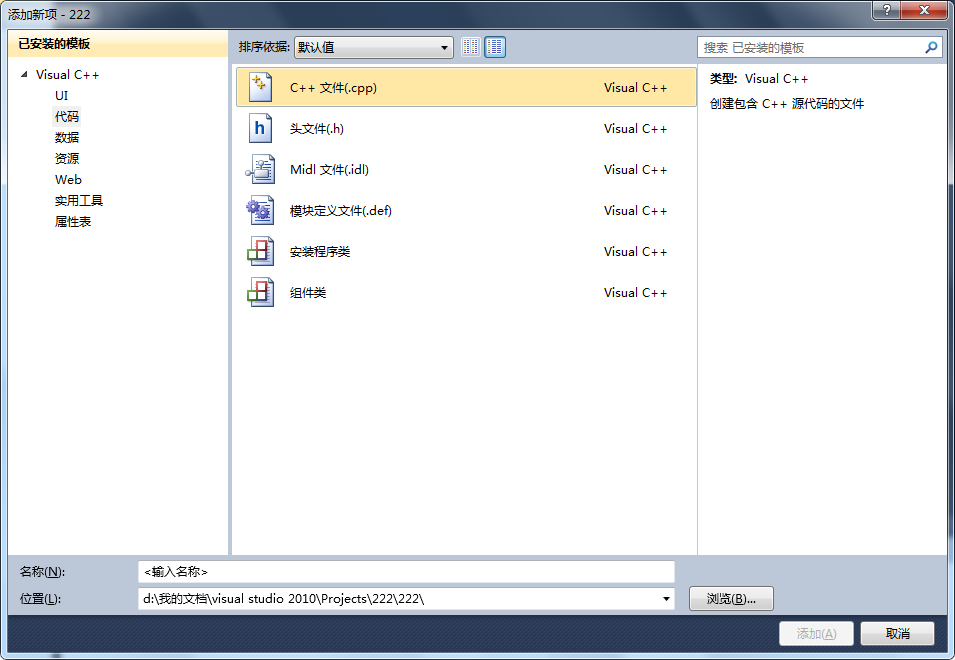 添加新项 - 222
已安装的模板
Visual C++
UI
代码
数据
资源
Web
实用工具
属性表
排序依据: 默认值
C++ 文件(.cpp) Visual C++
头文件(.h) Visual C++
Midl 文件(.idl) Visual C++
模块定义文件(.def) Visual C++
安装程序类 Visual C++
组件类 Visual C++
搜索 已安装的模板
类型: Visual C++
创建包含 C++ 源代码的文件
名称(N): <输入名称>
位置(L): d:\我的文档\visual studio 2010\Projects\222\222\
浏览(B)...
添加(A) 取消